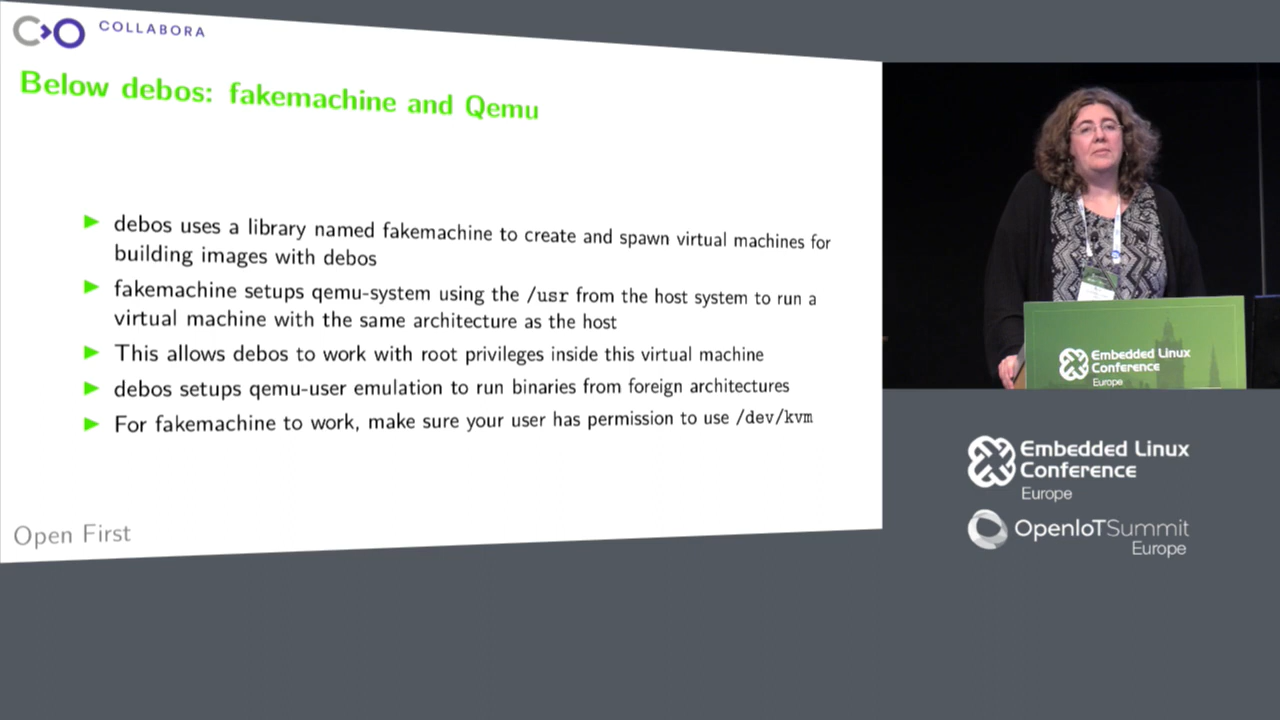 COLLABORA
Below debos: fakemachine and Qemu
debos uses a library named fakemachine to create and spawn virtual machines for
building images with debos
fakemachine setups qemu-system using the /usr from the host system to run a
virtual machine with the same architecture as the host
This allows debos to work with root privileges inside this virtual machine
debos setups qemu-user emulation to run binaries from foreign architectures
For fakemachine to work, make sure your user has permission to use /dev/kvm
Open First
Embedded Linux
Conference
Europe
Embedded Linux
Conference
Europe
OpenIoTSummit
Europe